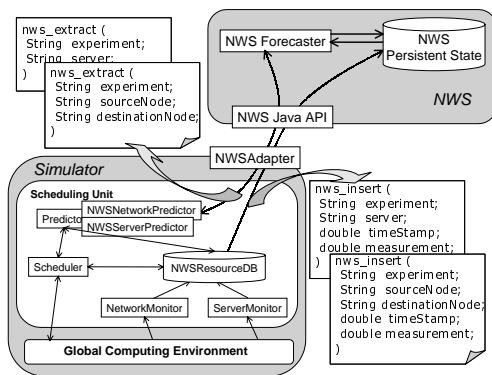 nws_extract (
String experiment;
String server;
)
nws_extract (
String experiment;
String sourceNode;
String destinationNode;
)
NWS Forecaster
NWS
Persistent State
NWS
NWS Java API
NWSAdapter
Simulator
Scheduling Unit
NWSNetworkPredictor
Predictor
NWSServerPredictor
Scheduler
NWSResourceDB
NetworkMonitor
ServerMonitor
Global Computing Environment
nws_insert (
String experiment;
String server;
double timeStamp;
double measurement;
)
nws_insert (
String experiment;
String sourceNode;
String destinationNode;
double timeStamp;
double measurement;
)